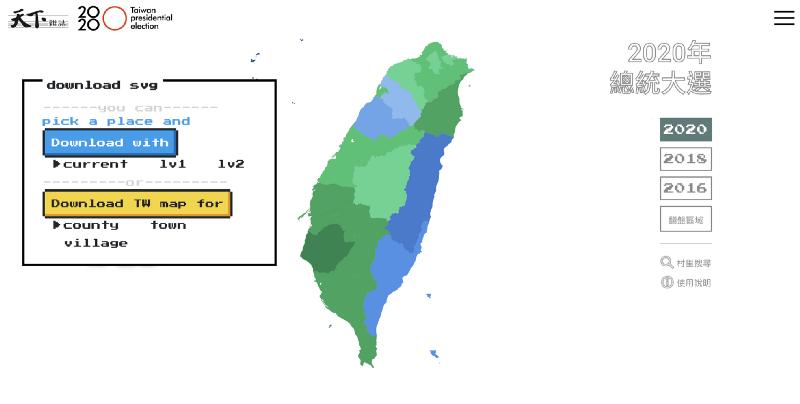 天下雜誌
2020
Taiwan
presidential
election
download svg
-------you can-------
pick a place and
Download with
current lv1 lv2
----------or----------
Download TW map for
county town
village
2020年
總統大選
2020
2018
2016
翻盤區域
村里搜尋
使用說明